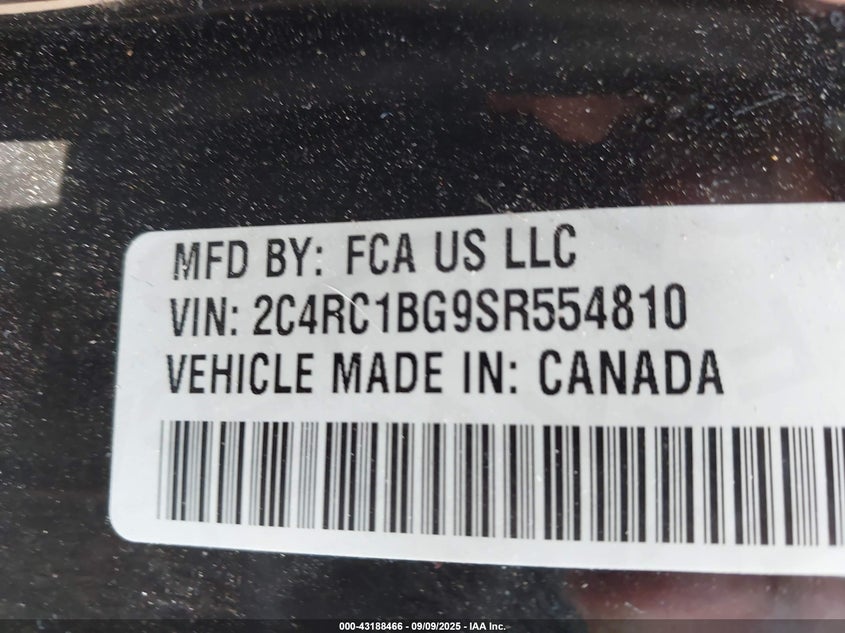 MFD BY: FCA US LLC
VIN: 2C4RC1BG9SR554810
VEHICLE MADE IN: CANADA
000-43188466 - 09/09/2025 - IAA Inc.